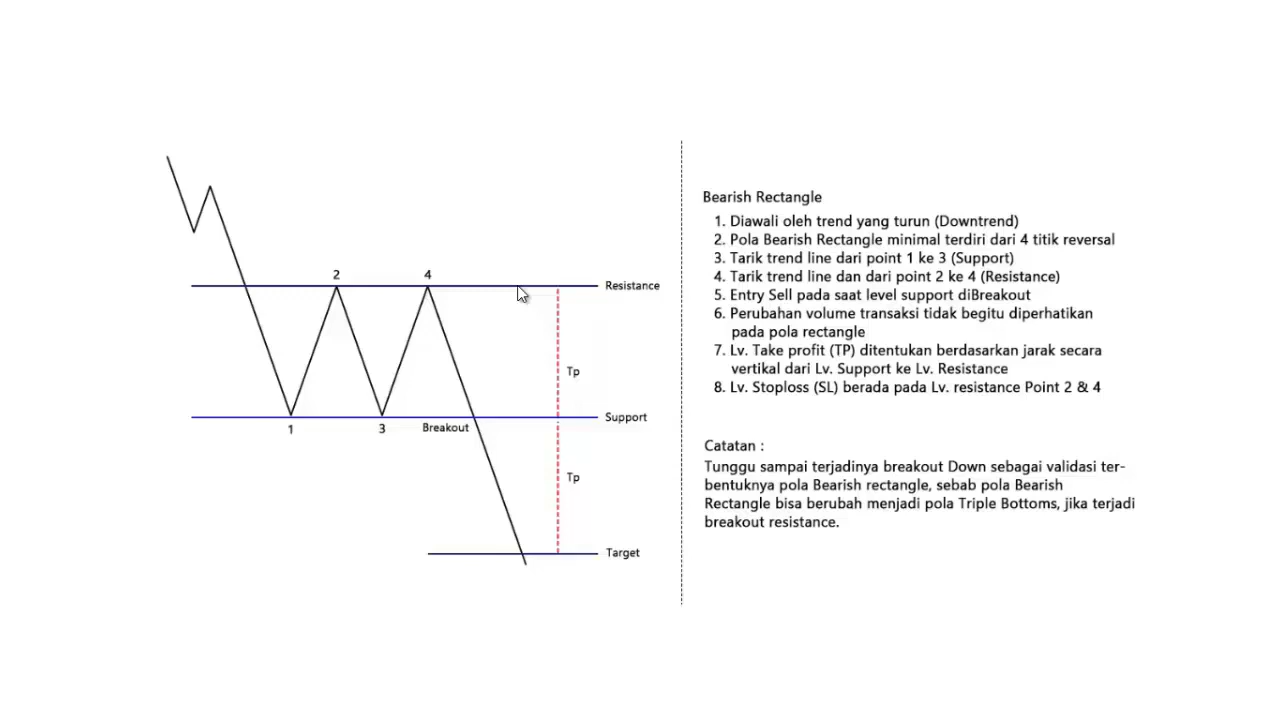 2
4
Resistance
Tp
Support
1
3
Breakout
Tp
Target
Bearish Rectangle
1. Diawali oleh trend yang turun (Downtrend)
2. Pola Bearish Rectangle minimal terdiri dari 4 titik reversal
3. Tarik trend line dari point 1 ke 3 (Support)
4. Tarik trend line dan dari point 2 ke 4 (Resistance)
5. Entry Sell pada saat level support diBreakout
6. Perubahan volume transaksi tidak begitu diperhatikan
pada pola rectangle
7. Lv. Take profit (TP) ditentukan berdasarkan jarak secara
vertikal dari Lv. Support ke Lv. Resistance
8. Lv. Stoploss (SL) berada pada Lv. resistance Point 2 & 4
Catatan :
Tunggu sampai terjadinya breakout Down sebagai validasi ter-
bentuknya pola Bearish rectangle, sebab pola Bearish
Rectangle bisa berubah menjadi pola Triple Bottoms, jika terjadi
breakout resistance.